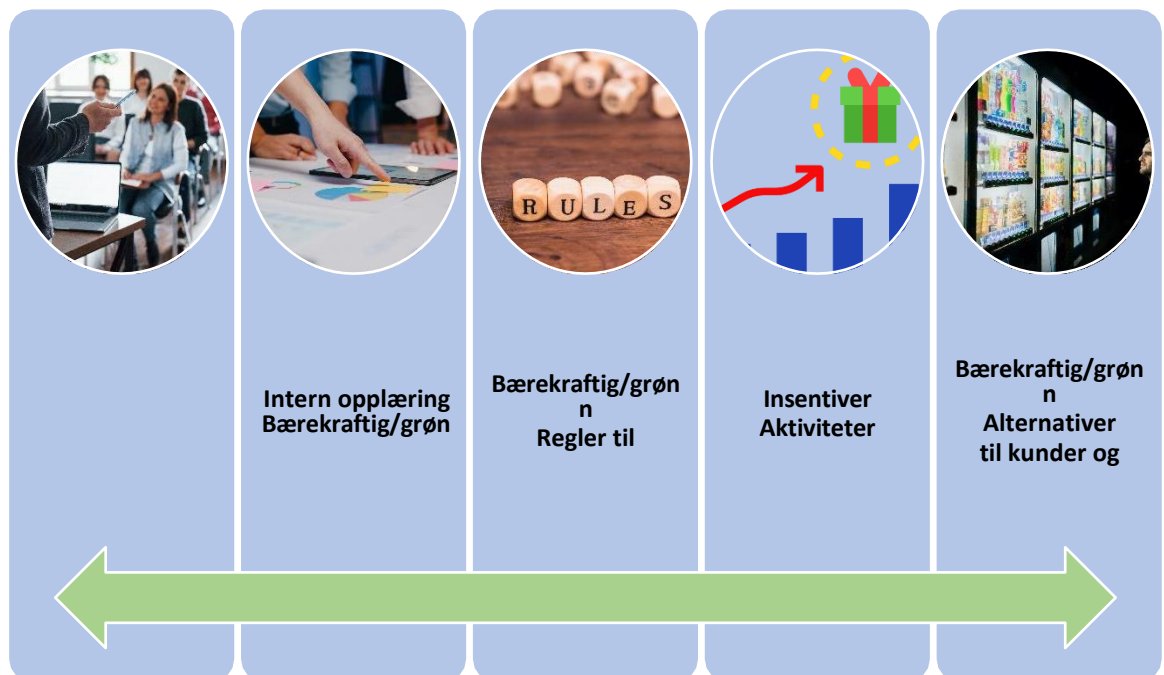 RULES
Intern opplæring
Bærekraftig/grøn
Bærekraftig/grøn
n
Regler til
Insentiver
Aktiviteter
Bærekraftig/grøn
n
Alternativer
til kunder og